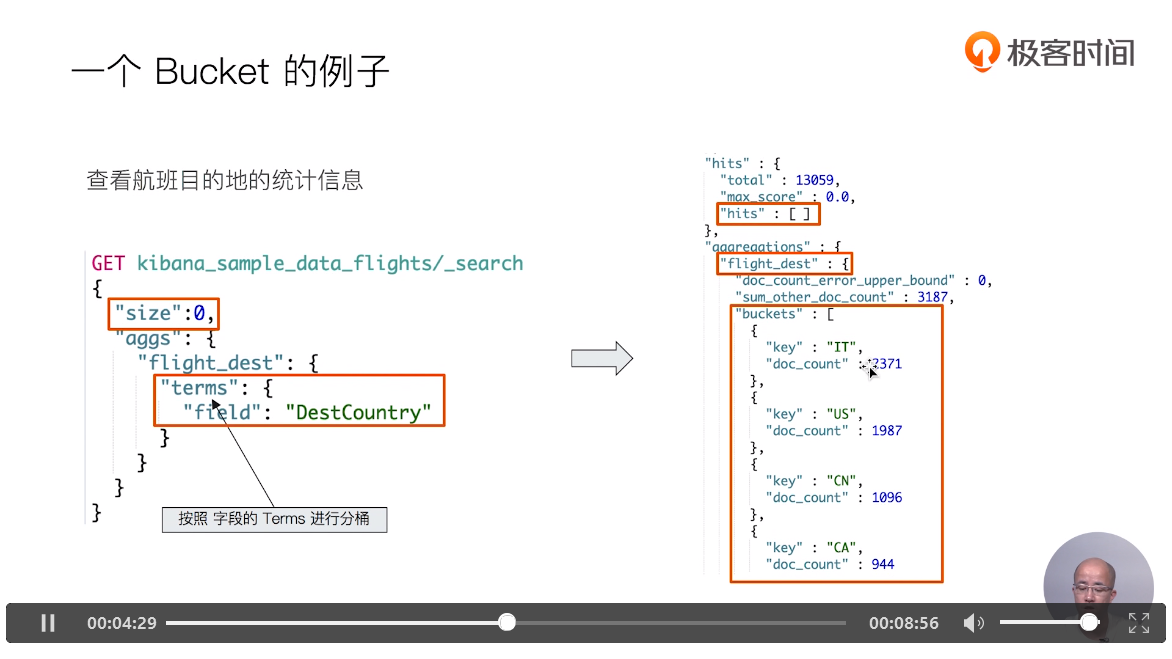 一个 Bucket 的例子
极客时间
查看航班目的地的统计信息
GET kibana_sample_data_flights/_search
{
"size":0,
"aggs": {
"flight_dest": {
"terms": {
"field": "DestCountry"
}
}
}
}
按照 字段的 Terms 进行分桶
"hits" : {
"total" : 13059,
"max_score" : 0.0,
"hits" : [ ]
},
"aggregations" : {
"flight_dest" : {
"doc_count_error_upper_bound" : 0,
"sum_other_doc_count" : 3187,
"buckets" : [
{
"key" : "IT",
"doc_count" : 2371
},
{
"key" : "US",
"doc_count" : 1987
},
{
"key" : "CN",
"doc_count" : 1096
},
{
"key" : "CA",
"doc_count" : 944
00:04:29
00:08:56